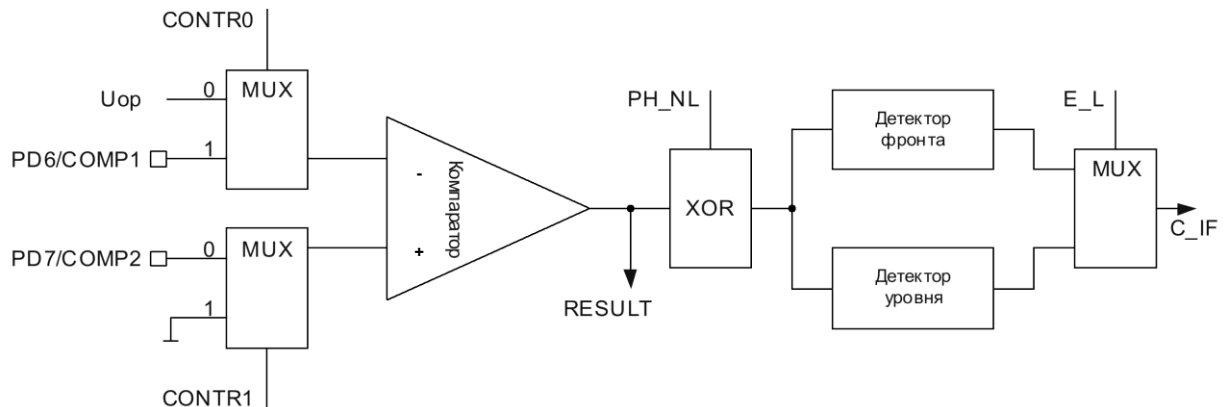 CONTR0
MUX
Uop
0
PD6/COMP1
1
PD7/COMP2
0
MUX
1
CONTR1
-
+
Компаратор
RESULT
PH_NL
XOR
Детектор
фронта
Детектор
уровня
E_L
MUX
C_IF